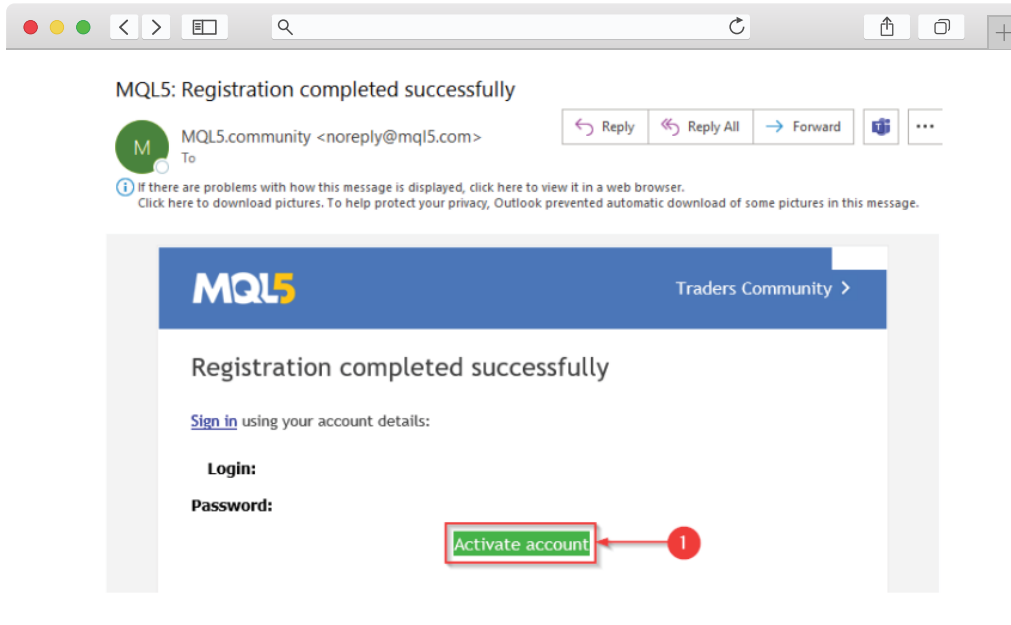 MQL5: Registration completed successfully
M
MQL5.community <noreply@mql5.com>
To
Reply
Reply All
Forward
If there are problems with how this message is displayed, click here to view it in a web browser.
Click here to download pictures. To help protect your privacy, Outlook prevented automatic download of some pictures in this message.
MQL5
Traders Community >
Registration completed successfully
Sign in using your account details:
Login:
Password:
Activate account
1